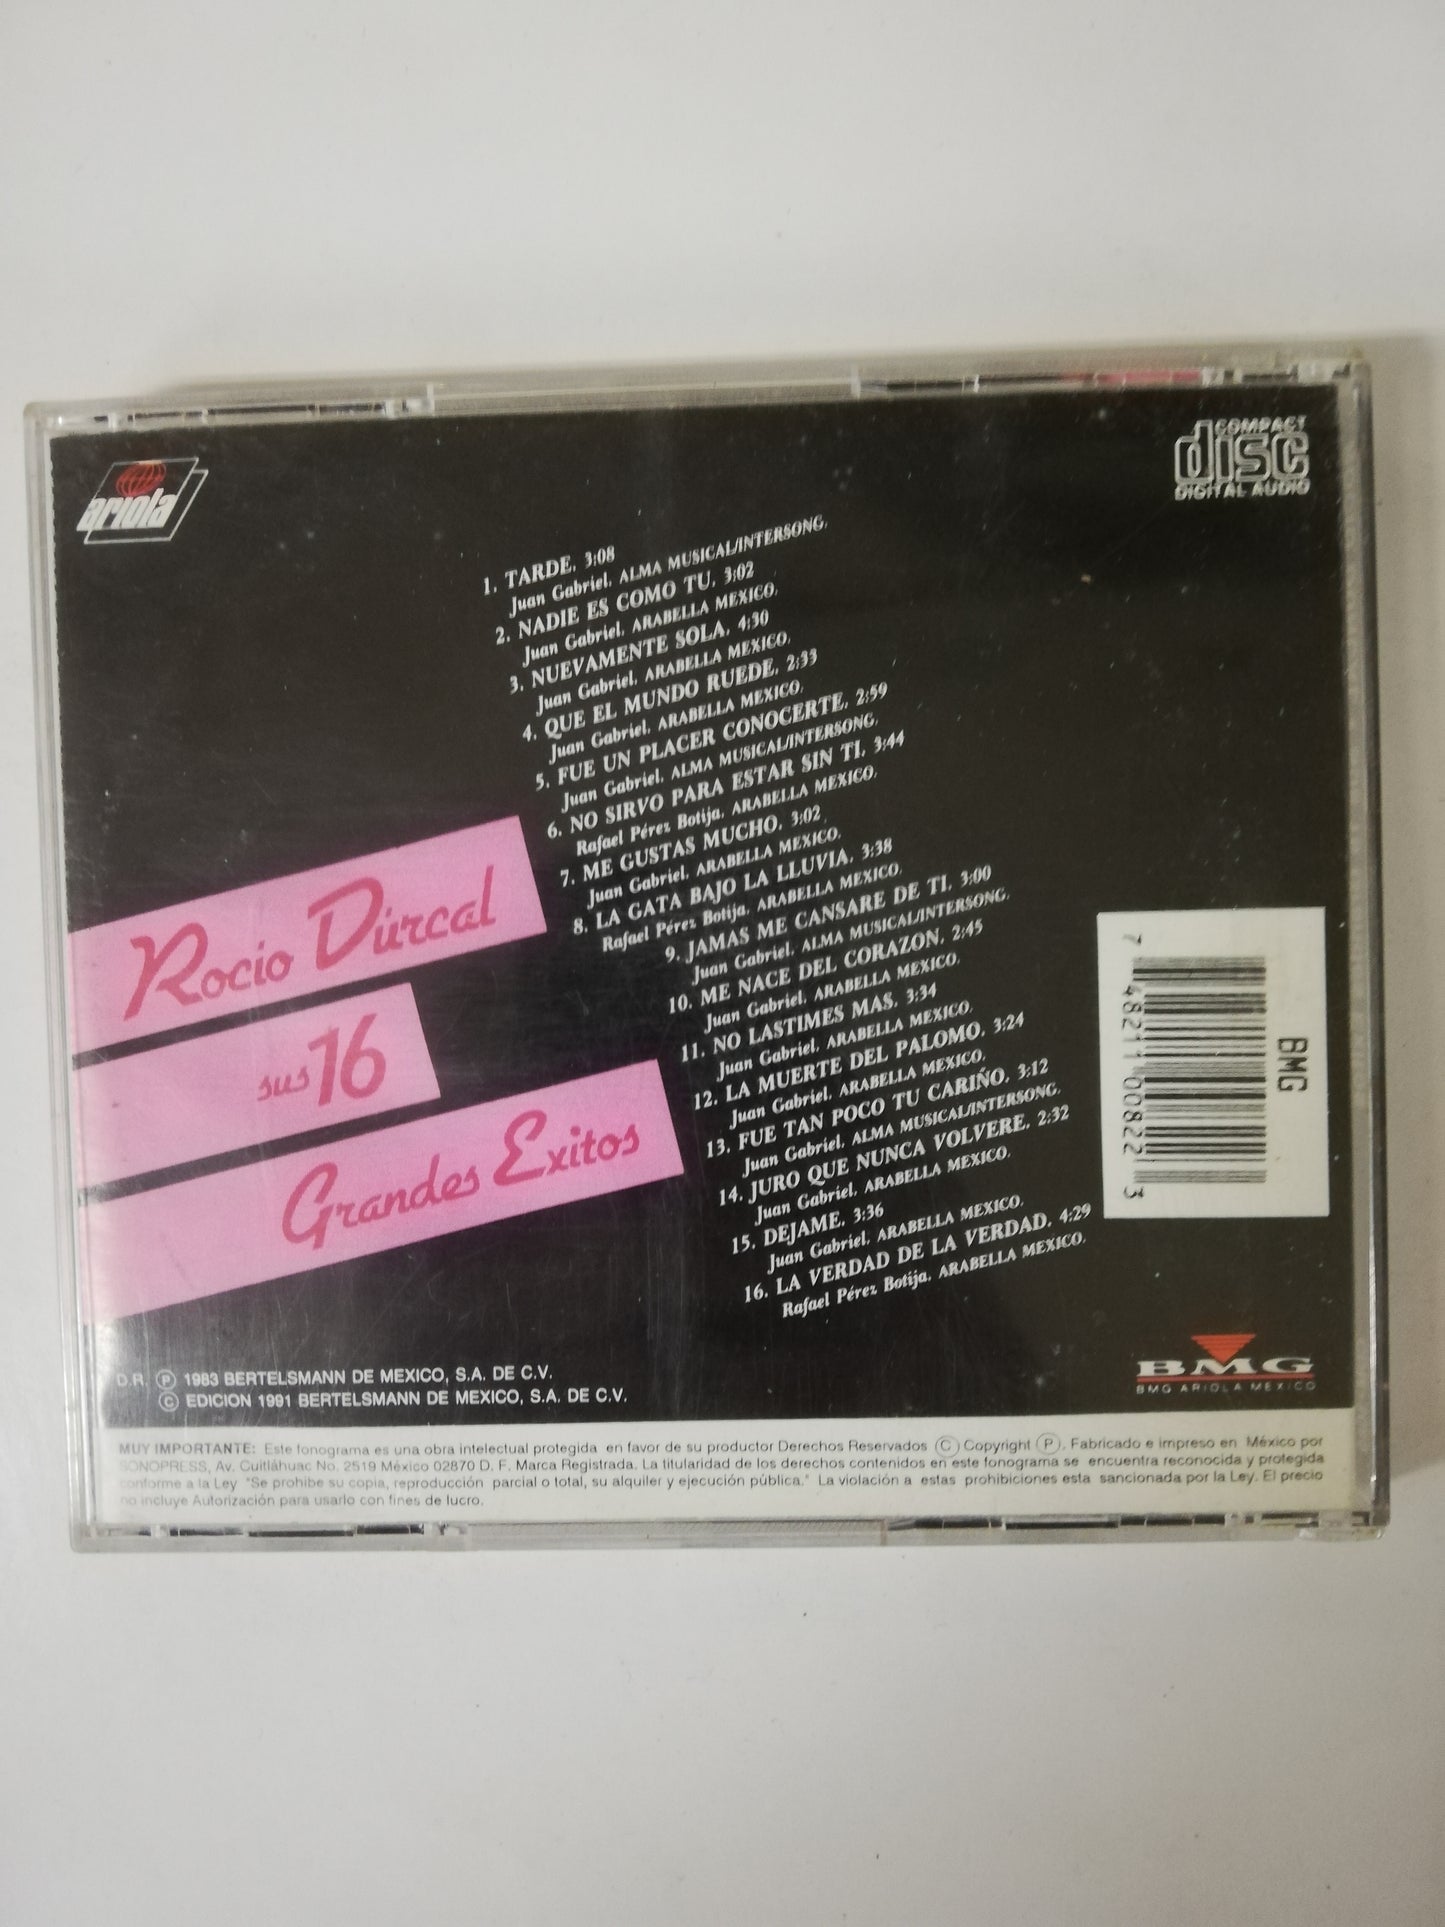 ariola
COMPACT
disc
DIGITAL AUDIO
1. TARDE. 3:08
Juan Gabriel. ALMA MUSICAL/INTERSONG.
2. NADIE ES COMO TU. 3:02
Juan Gabriel. ARABELLA MEXICO.
3. NUEVAMENTE SOLA. 4:30
Juan Gabriel. ARABELLA MEXICO.
4. QUE EL MUNDO RUEDE. 2:33
Juan Gabriel. ARABELLA MEXICO.
5. FUE UN PLACER CONOCERTE. 2:59
Juan Gabriel. ALMA MUSICAL/INTERSONG.
6. NO SIRVO PARA ESTAR SIN TI. 3:44
Rafael Pérez Botija. ARABELLA MEXICO.
7. ME GUSTAS MUCHO. 3:02
Juan Gabriel. ARABELLA MEXICO.
8. LA GATA BAJO LA LLUVIA. 3:38
Rafael Pérez Botija. ARABELLA MEXICO.
9. JAMAS ME CANSARE DE TI. 3:00
Juan Gabriel. ALMA MUSICAL/INTERSONG.
10. ME NACE DEL CORAZON. 2:45
Juan Gabriel. ARABELLA MEXICO.
11. NO LASTIMES MAS. 3:34
Juan Gabriel. ARABELLA MEXICO.
12. LA MUERTE DEL PALOMO. 3:24
Juan Gabriel. ARABELLA MEXICO.
13. FUE TAN POCO TU CARIÑO. 3:12
Juan Gabriel. ALMA MUSICAL/INTERSONG.
14. JURO QUE NUNCA VOLVERE. 2:32
Juan Gabriel. ARABELLA MEXICO.
15. DEJAME. 3:36
Juan Gabriel. ARABELLA MEXICO.
16. LA VERDAD DE LA VERDAD. 4:29
Rafael Pérez Botija. ARABELLA MEXICO.
Rocio Dúrcal
sus 16
Grandes Exitos
BMG
7 48211 00822 3
D.R. Ⓟ 1983 BERTELSMANN DE MEXICO, S.A. DE C.V.
© EDICION 1991 BERTELSMANN DE MEXICO, S.A. DE C.V.
BMG
BMG ARIOLA MEXICO
MUY IMPORTANTE: Este fonograma es una obra intelectual protegida en favor de su productor Derechos Reservados © Copyright Ⓟ. Fabricado e impreso en México por
SONOPRESS, Av. Cuitláhuac No. 2519 México 02870 D. F. Marca Registrada. La titularidad de los derechos contenidos en este fonograma se encuentra reconocida y protegida
conforme a la Ley "Se prohibe su copia, reproducción parcial o total, su alquiler y ejecución pública." La violación a estas prohibiciones esta sancionada por la Ley. El precio
no incluye Autorización para usarlo con fines de lucro.